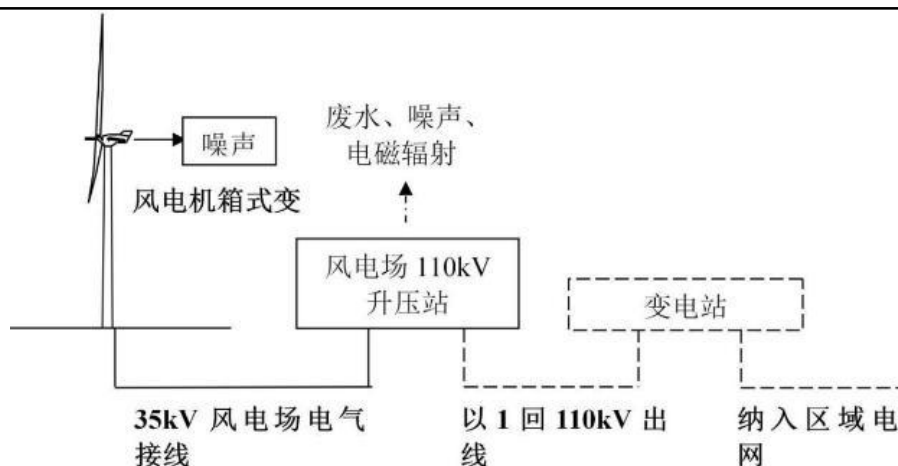 废水、噪声、
电磁辐射
噪声
风电机箱式变
风电场 110kV
升压站
变电站
35kV 风电场电气
接线
以 1 回 110kV 出
线
纳入区域电
网